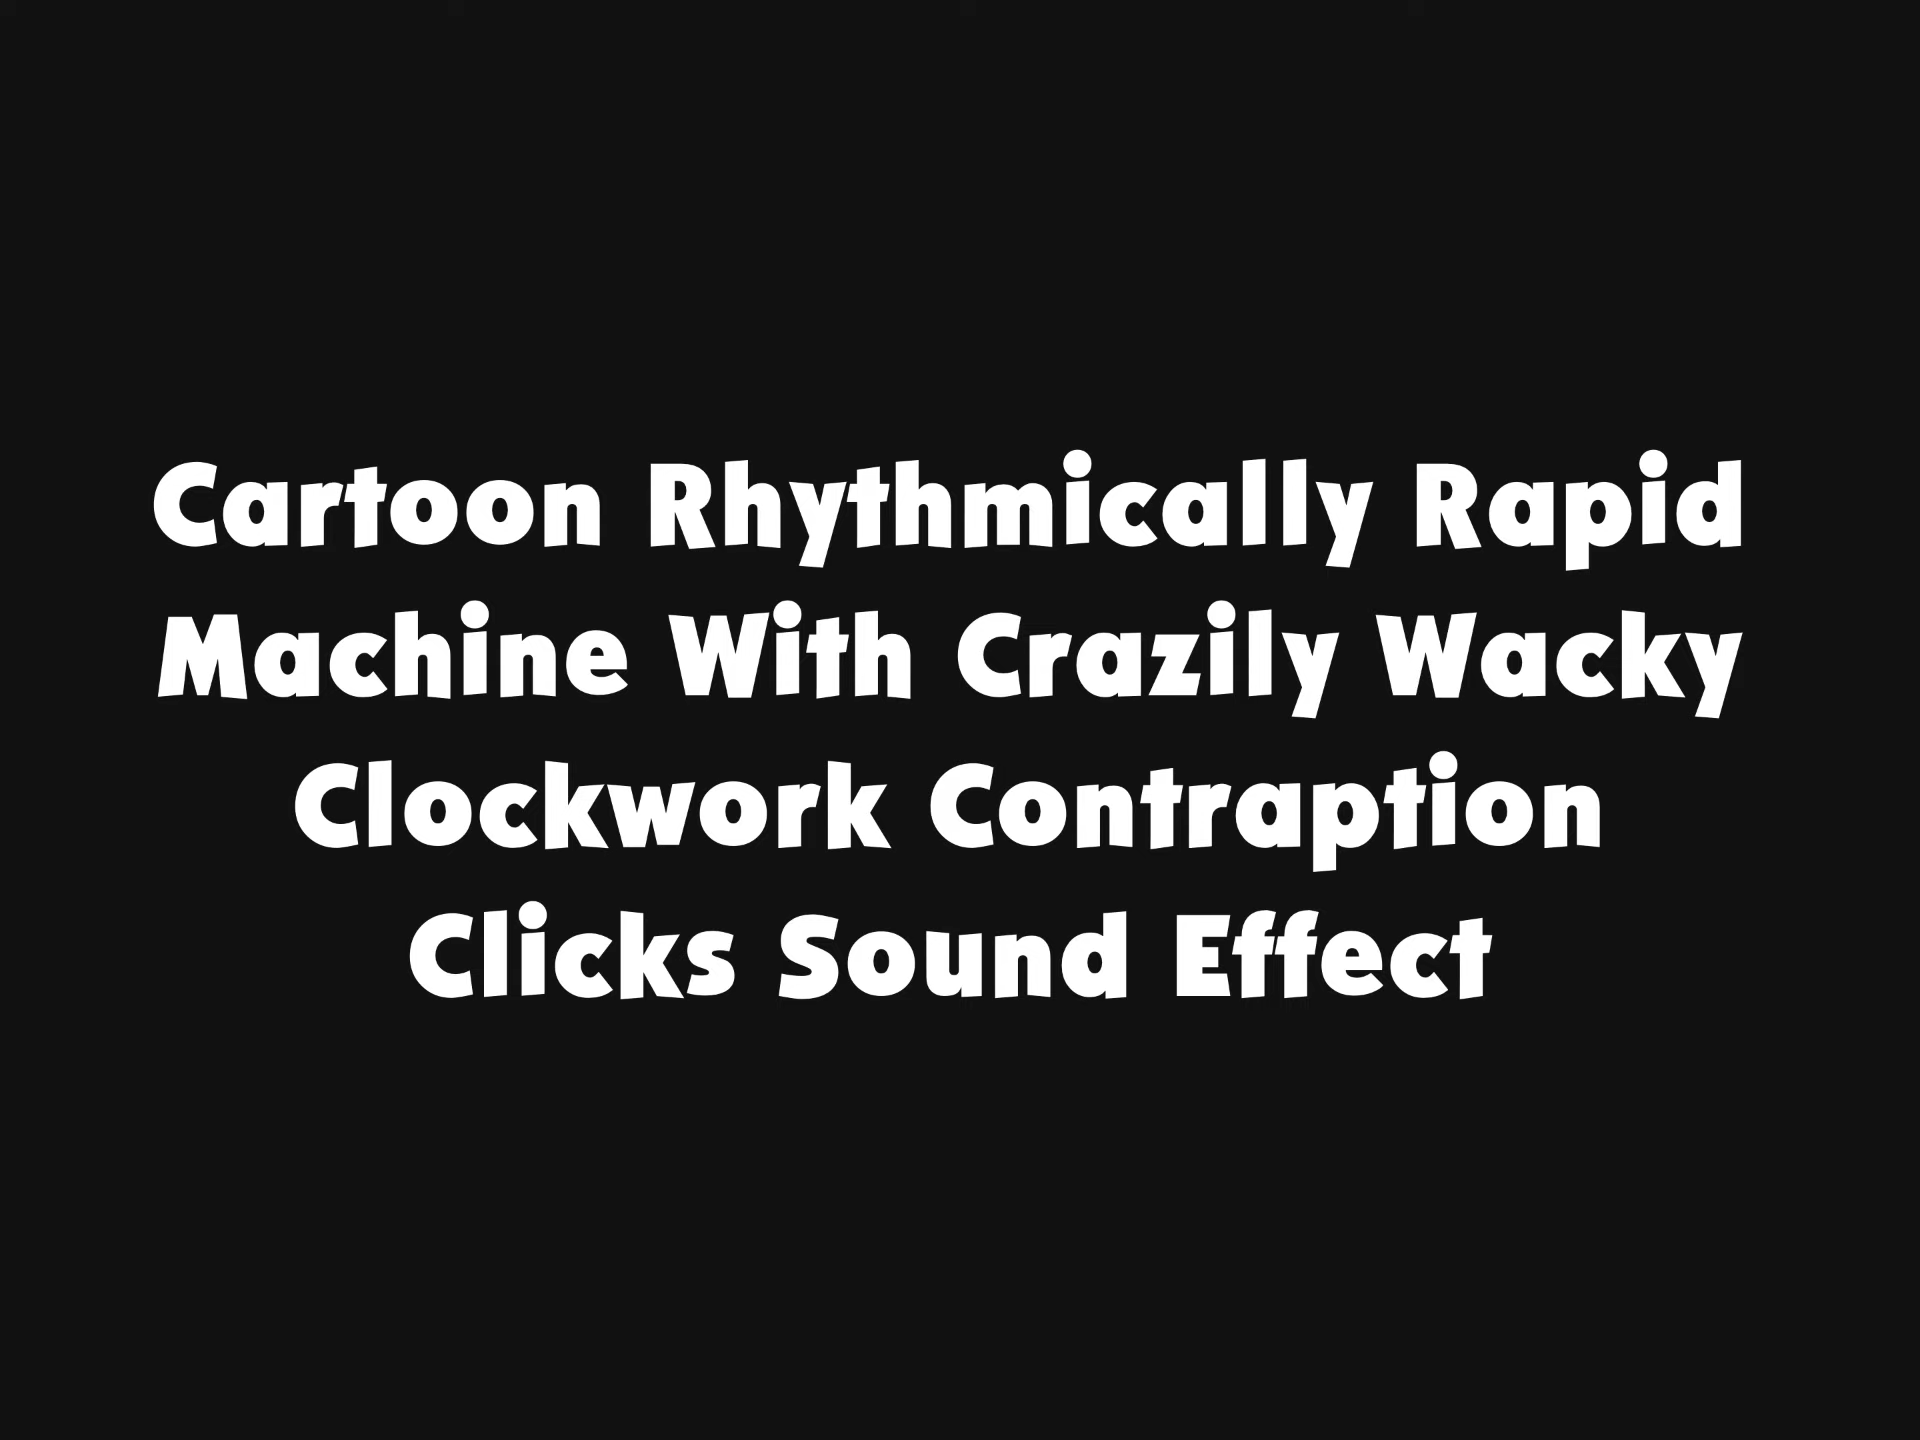 Cartoon Rhythmically Rapid
Machine With Crazily Wacky
Clockwork Contraption
Clicks Sound Effect